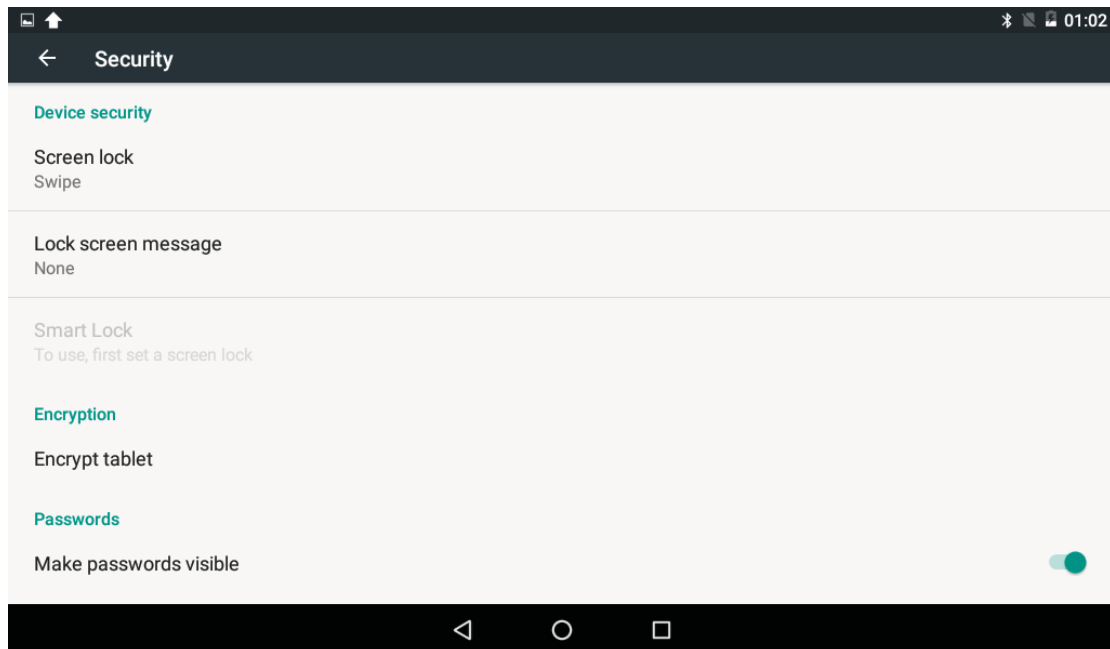 01:02
Security
Device security
Screen lock
Swipe
Lock screen message
None
Smart Lock
To use, first set a screen lock
Encryption
Encrypt tablet
Passwords
Make passwords visible